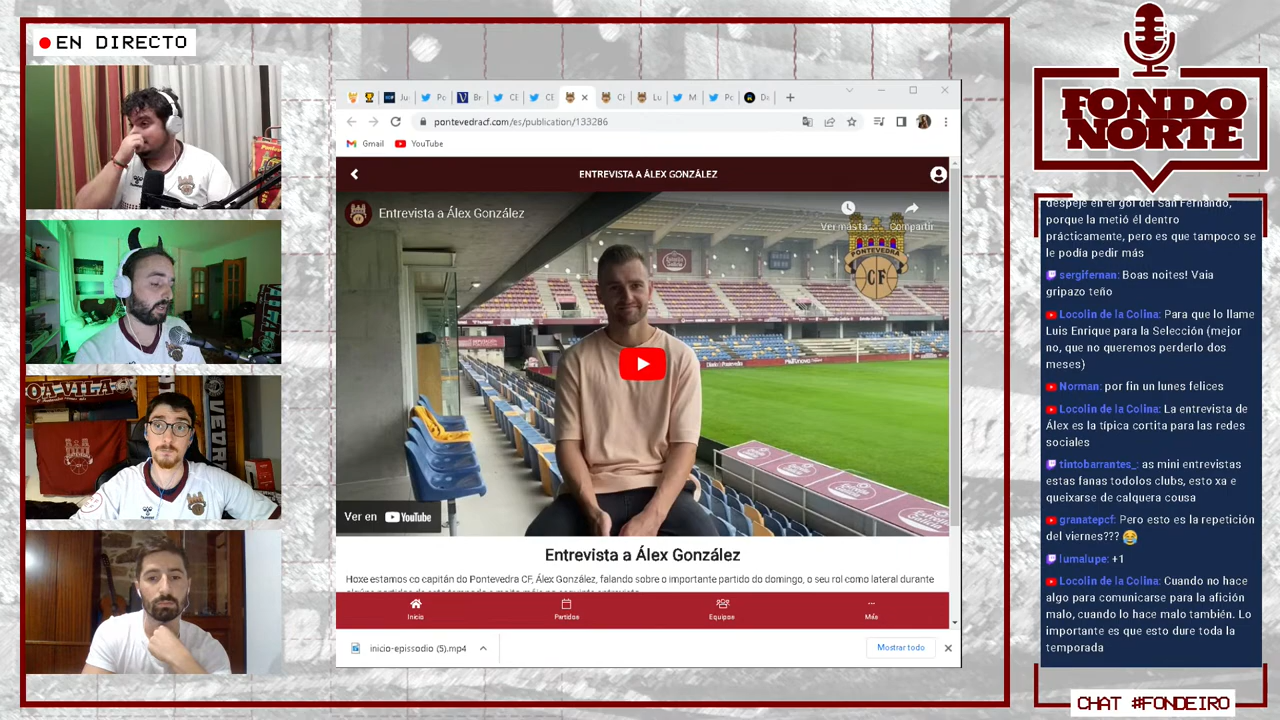 EN DIRECTO
pontevedracf.com/es/publication/133286
Gmail
YouTube
ENTREVISTA A ÁLEX GONZÁLEZ
Entrevista a Álex González
Ver más ta...
Compartir
PONTEVEDRA
CF
Ver en YouTube
Entrevista a Álex González
Hoxe estamos co capitán do Pontevedra CF, Álex González, falando sobre o importante partido do domingo, o seu rol como lateral durante
Inicio
Partidos
Equipos
Más
inicio-epissodio (5).mp4
Mostrar todo
FONDO
NORTE
despeje en el gol del San Fernando,
porque la metió él dentro
prácticamente, pero es que tampoco se
le podía pedir más
sergifernan: Boas noites! Vaia
gripazo teño
Locolin de la Colina: Para que lo llame
Luis Enrique para la Selección (mejor
no, que no queremos perderlo dos
meses)
Norman: por fin un lunes felices
Locolin de la Colina: La entrevista de
Álex es la típica cortita para las redes
sociales
tintobarrantes_: as mini entrevistas
estas fanas todolos clubs, esto xa e
queixarse de calquera cousa
granatepcf: Pero esto es la repetición
del viernes??? 😂
lumalupe: +1
Locolin de la Colina: Cuando no hace
algo para comunicarse para la afición
malo, cuando lo hace malo también. Lo
importante es que esto dure toda la
temporada
CHAT #FONDEIRO